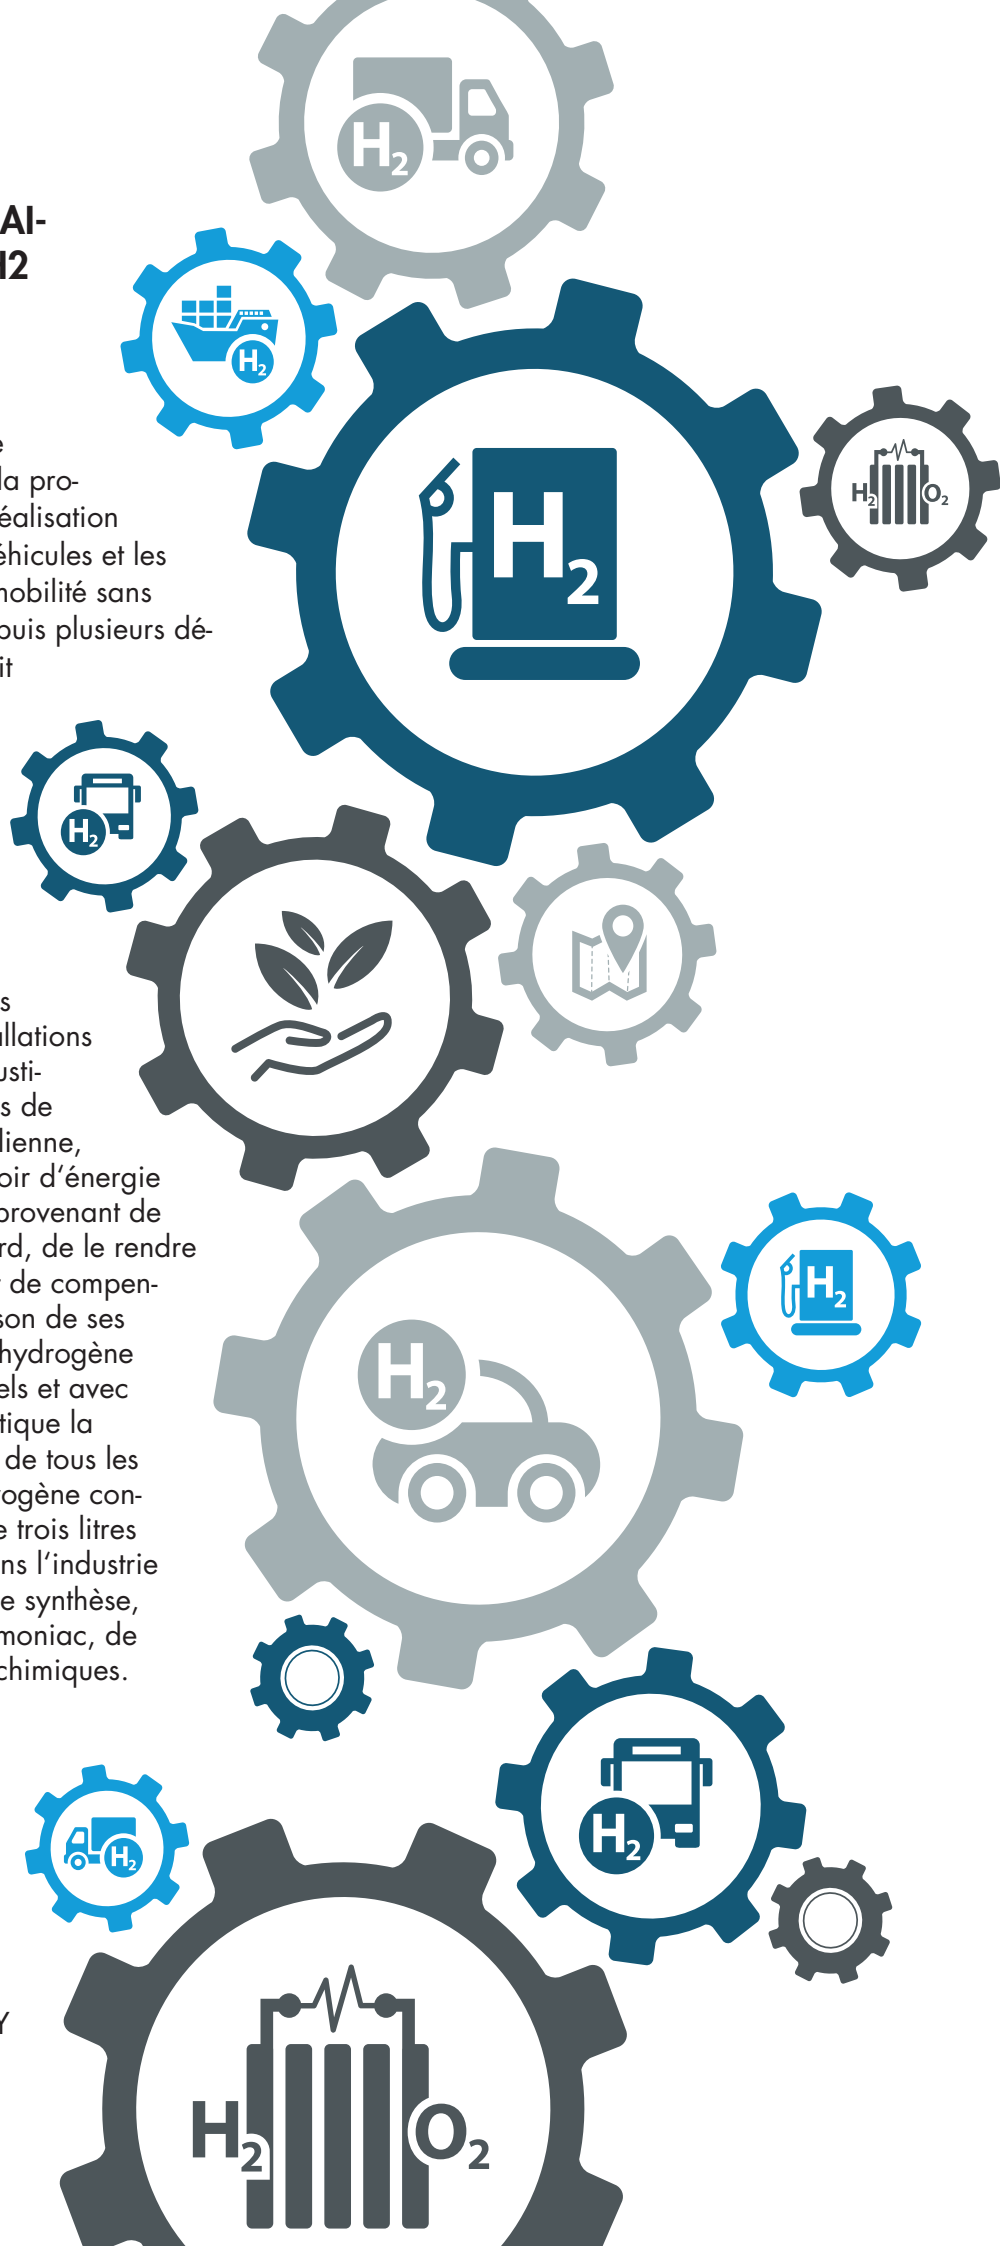 H2
AI-
H2
H2
H2
H2 O2
e
la pro-
éalisation
éhicules et les
mobilité sans
puis plusieurs dé-
it
H2
s
allations
usti-
s de
lienne,
oir d‘énergie
provenant de
rd, de le rendre
r de compen-
son de ses
hydrogène
els et avec
tique la
de tous les
rogène con-
e trois litres
ns l‘industrie
e synthèse,
moniac, de
chimiques.
H2
H2
H2
H2
Y
H2 O2